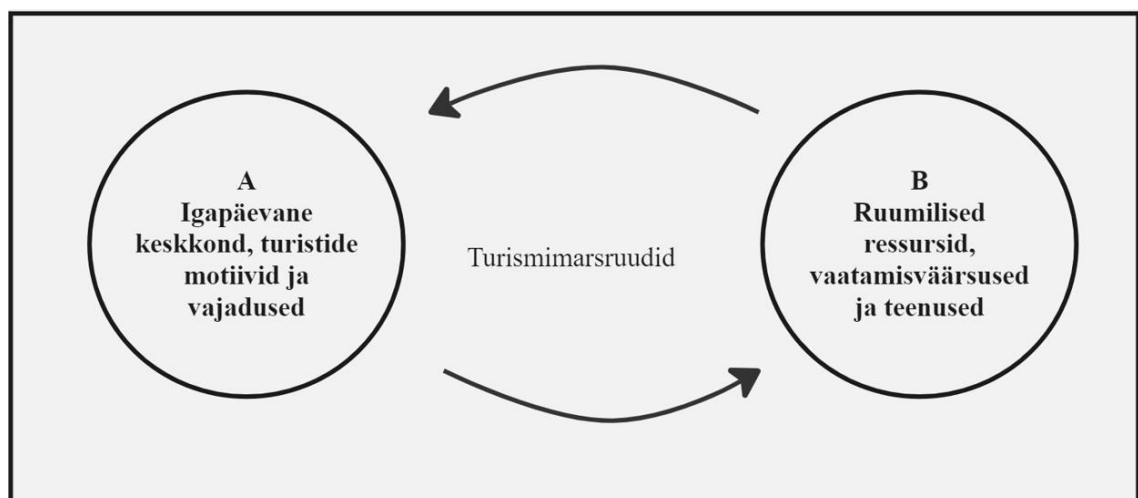 A
Igapäevane
keskkond, turistide
motiivid ja
vajadused
Turismimarsruudid
B
Ruumilised
ressursid,
vaatamisväärsused
ja teenused